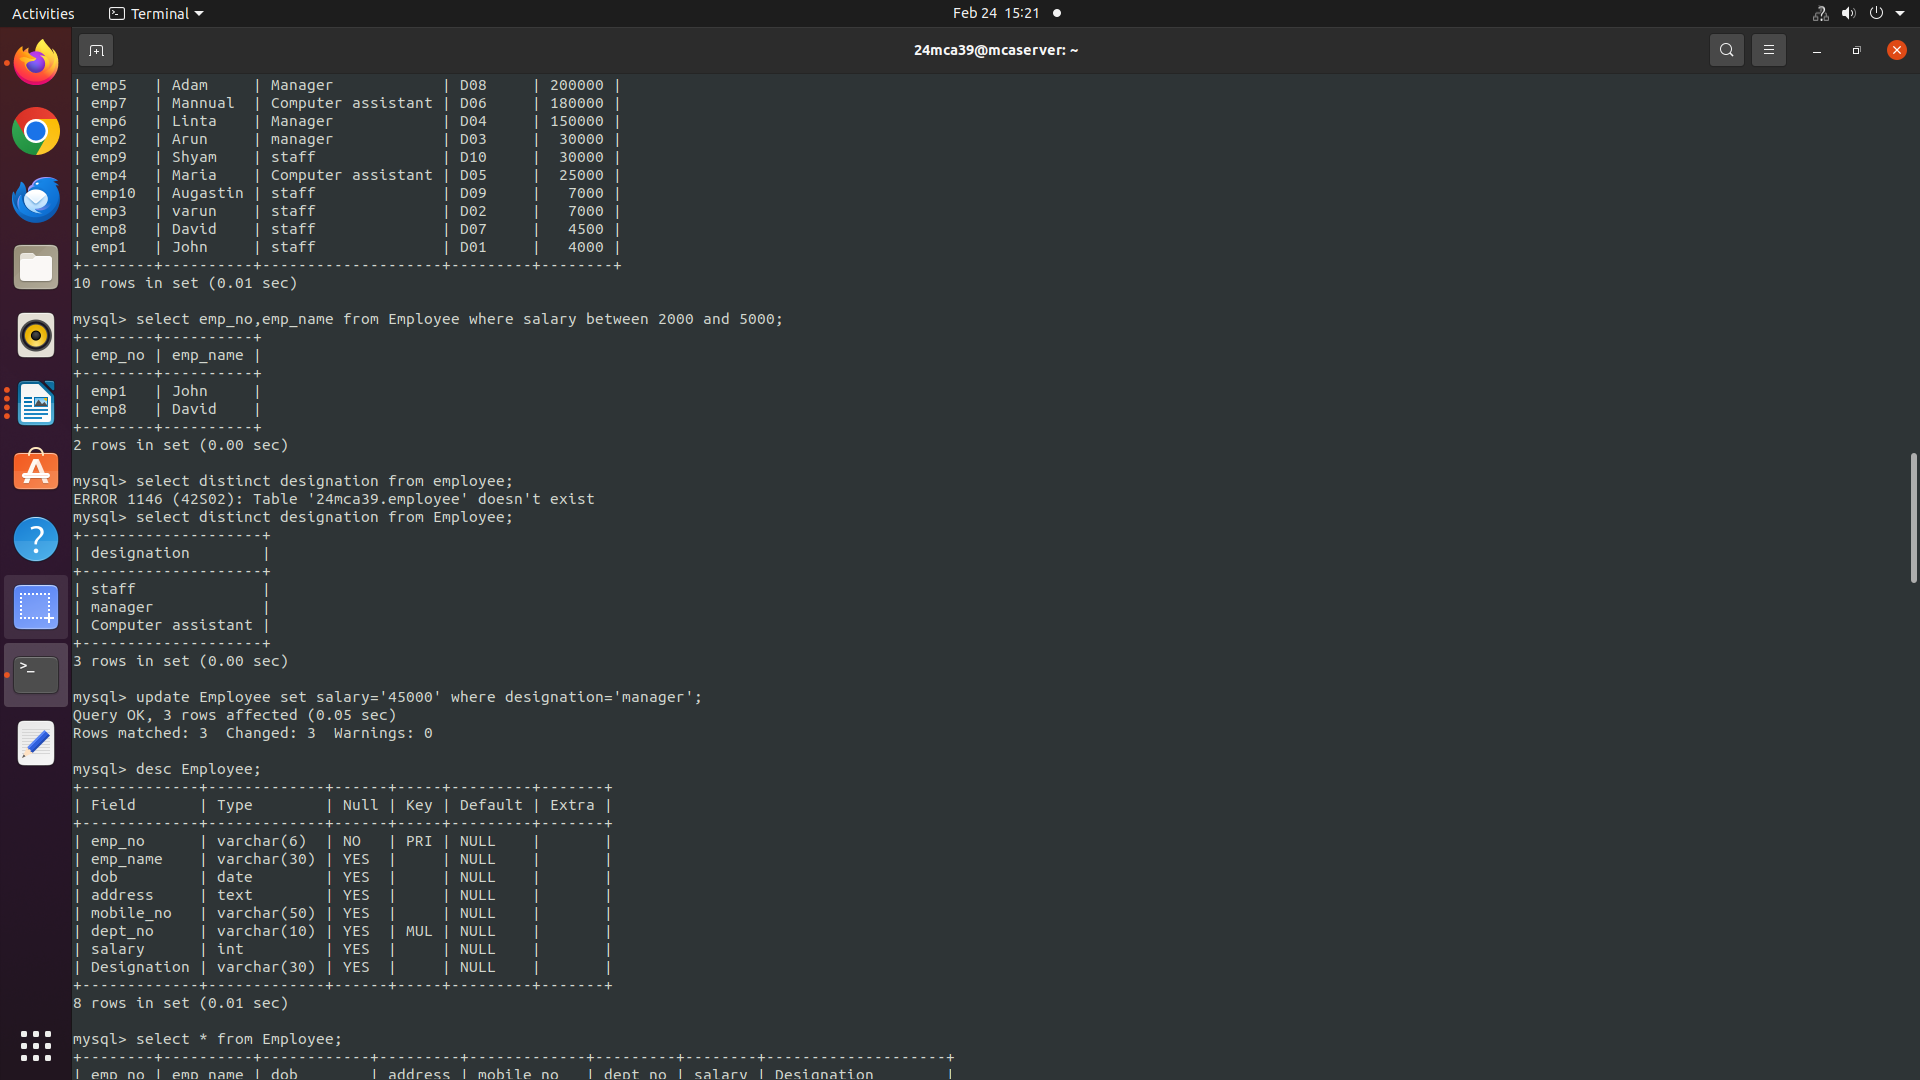 Activities
Terminal
Feb 24  15:21
24mca39@mcaserver: ~
| emp5   | Adam     | Manager            | D08     | 200000 |
| emp7   | Mannual  | Computer assistant | D06     | 180000 |
| emp6   | Linta    | Manager            | D04     | 150000 |
| emp2   | Arun     | manager            | D03     |  30000 |
| emp9   | Shyam    | staff              | D10     |  30000 |
| emp4   | Maria    | Computer assistant | D05     |  25000 |
| emp10  | Augastin | staff              | D09     |   7000 |
| emp3   | varun    | staff              | D02     |   7000 |
| emp8   | David    | staff              | D07     |   4500 |
| emp1   | John     | staff              | D01     |   4000 |
+--------+----------+--------------------+---------+--------+
10 rows in set (0.01 sec)
mysql> select emp_no,emp_name from Employee where salary between 2000 and 5000;
+--------+----------+
| emp_no | emp_name |
+--------+----------+
| emp1   | John     |
| emp8   | David    |
+--------+----------+
2 rows in set (0.00 sec)
mysql> select distinct designation from employee;
ERROR 1146 (42S02): Table '24mca39.employee' doesn't exist
mysql> select distinct designation from Employee;
+--------------------+
| designation        |
+--------------------+
| staff              |
| manager            |
| Computer assistant |
+--------------------+
3 rows in set (0.00 sec)
mysql> update Employee set salary='45000' where designation='manager';
Query OK, 3 rows affected (0.05 sec)
Rows matched: 3  Changed: 3  Warnings: 0
mysql> desc Employee;
+-------------+-------------+------+-----+---------+-------+
| Field       | Type        | Null | Key | Default | Extra |
+-------------+-------------+------+-----+---------+-------+
| emp_no      | varchar(6)  | NO   | PRI | NULL    |       |
| emp_name    | varchar(30) | YES  |     | NULL    |       |
| dob         | date        | YES  |     | NULL    |       |
| address     | text        | YES  |     | NULL    |       |
| mobile_no   | varchar(50) | YES  |     | NULL    |       |
| dept_no     | varchar(10) | YES  | MUL | NULL    |       |
| salary      | int         | YES  |     | NULL    |       |
| Designation | varchar(30) | YES  |     | NULL    |       |
+-------------+-------------+------+-----+---------+-------+
8 rows in set (0.01 sec)
mysql> select * from Employee;
+--------+----------+------------+---------+-------------+---------+--------+--------------------+
| emp_no | emp_name | dob        | address | mobile_no   | dept_no | salary | Designation        |